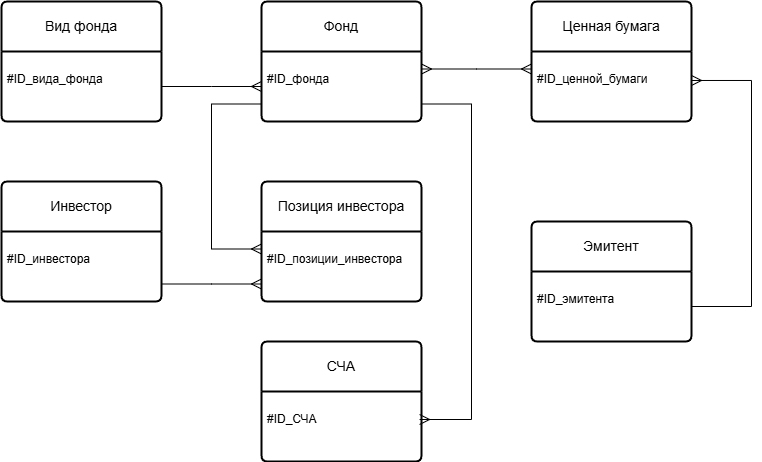 Вид фонда
#ID_вида_фонда
Фонд
#ID_фонда
Ценная бумага
#ID_ценной_бумаги
Инвестор
#ID_инвестора
Позиция инвестора
#ID_позиции_инвестора
Эмитент
#ID_эмитента
СЧА
#ID_СЧА